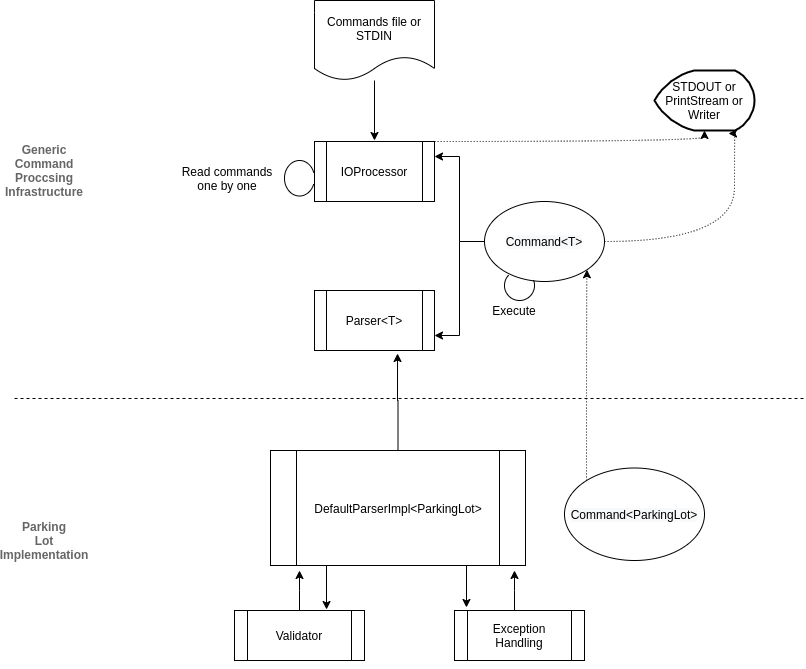 Commands file or
STDIN
STDOUT or
PrintStream or
Writer
Generic
Command
Proccsing
Infrastructure
Read commands
one by one
IOProcessor
Command<T>
Execute
Parser<T>
DefaultParserImpl<ParkingLot>
Command<ParkingLot>
Parking
Lot
Implementation
Validator
Exception
Handling